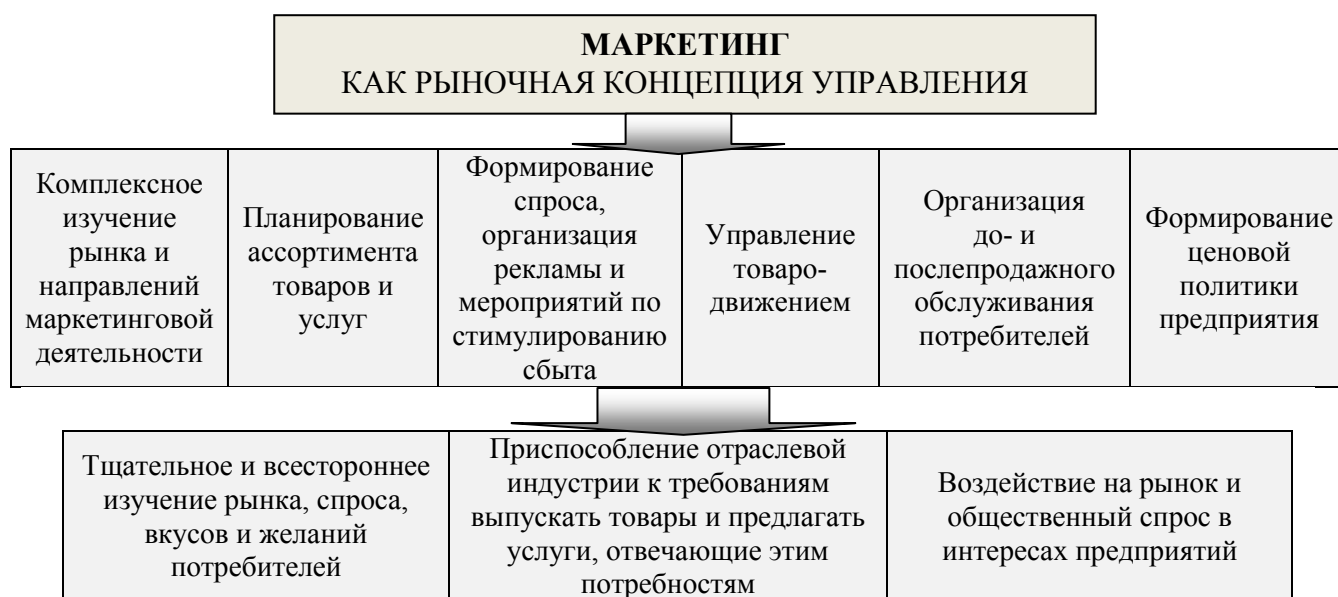 МАРКЕТИНГ
КАК РЫНОЧНАЯ КОНЦЕПЦИЯ УПРАВЛЕНИЯ
Комплексное
изучение
рынка и
направлений
маркетинговой
деятельности
Планирование
ассортимента
товаров и
услуг
Формирование
спроса,
организация
рекламы и
мероприятий по
стимулированию
сбыта
Управление
товаро-
движением
Организация
до- и
послепродажного
обслуживания
потребителей
Формирование
ценовой
политики
предприятия
Тщательное и всестороннее
изучение рынка, спроса,
вкусов и желаний
потребителей
Приспособление отраслевой
индустрии к требованиям
выпускать товары и предлагать
услуги, отвечающие этим
потребностям
Воздействие на рынок и
общественный спрос в
интересах предприятий